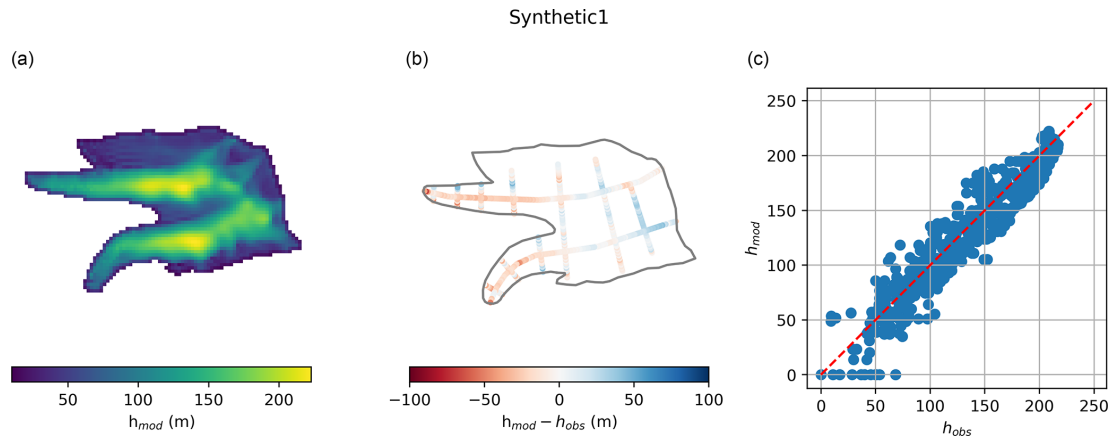 Synthetic1
(a)
(b)
(c)
50 100 150 200
h_mod (m)
−100 −50 0 50 100
h_mod − h_obs (m)
250
200
150
100
50
0
h_mod
0 50 100 150 200 250
h_obs